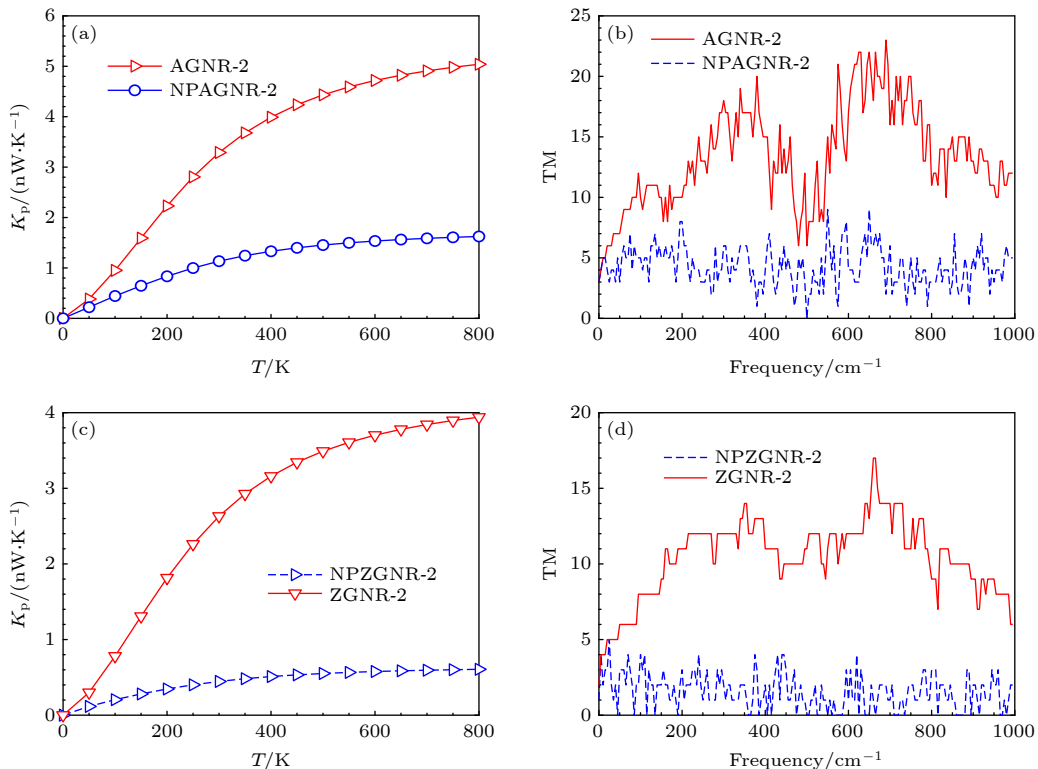 (a)
AGNR-2
NPAGNR-2
Kp/(nW·K−1)
6
5
4
3
2
1
0
0 200 400 600 800
T/K
(b)
AGNR-2
NPAGNR-2
TM
25
20
15
10
5
0
0 200 400 600 800 1000
Frequency/cm−1
(c)
NPZGNR-2
ZGNR-2
Kp/(nW·K−1)
4
3
2
1
0
0 200 400 600 800
T/K
(d)
NPZGNR-2
ZGNR-2
TM
20
15
10
5
0
0 200 400 600 800 1000
Frequency/cm−1